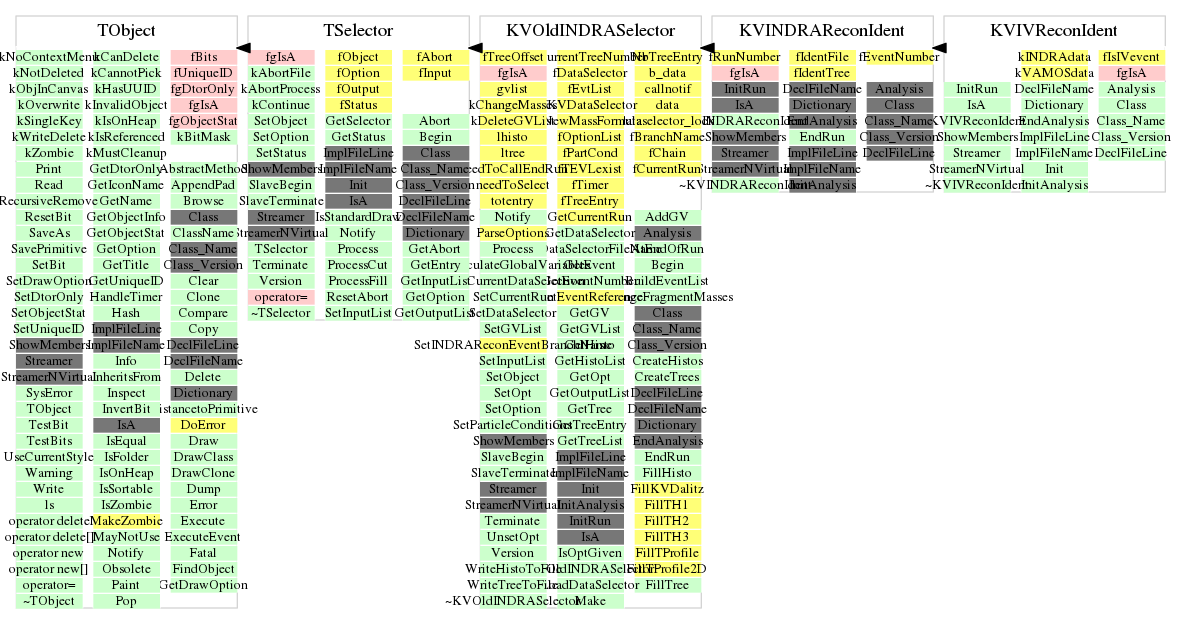 TObject
kNoContextMenu
kNotDeleted
kObjInCanvas
kOverwrite
kSingleKey
kWriteDelete
kZombie
Print
Read
RecursiveRemove
ResetBit
SaveAs
SavePrimitive
SetBit
SetDrawOption
SetDtorOnly
SetObjectStat
SetUniqueID
ShowMembers
Streamer
StreamerNVirtual
SysError
TObject
TestBit
TestBits
UseCurrentStyle
Warning
Write
ls
operator delete
operator delete[]
operator new
operator new[]
operator=
~TObject
kCanDelete
kCannotPick
kHasUUID
kInvalidObject
kIsOnHeap
kIsReferenced
kMustCleanup
GetDtorOnly
GetIconName
GetName
GetObjectInfo
GetObjectStat
GetOption
GetTitle
GetUniqueID
HandleTimer
Hash
ImplFileLine
ImplFileName
Info
InheritsFrom
Inspect
InvertBit
IsA
IsEqual
IsFolder
IsOnHeap
IsSortable
IsZombie
MakeZombie
MayNotUse
Notify
Obsolete
Paint
Pop
fBits
fUniqueID
fgDtorOnly
fgIsA
fgObjectStat
kBitMask
AbstractMethod
AppendPad
Browse
Class
ClassName
Class_Name
Class_Version
Clear
Clone
Compare
Copy
DeclFileLine
DeclFileName
Delete
Dictionary
istancetoPrimitive
DoError
Draw
DrawClass
DrawClone
Dump
Error
Execute
ExecuteEvent
Fatal
FindObject
GetDrawOption
TSelector
fgIsA
kAbortFile
kAbortProcess
kContinue
SetObject
SetOption
SetStatus
ShowMembers
SlaveBegin
SlaveTerminate
Streamer
StreamerNVirtual
TSelector
Terminate
Version
operator=
~TSelector
fObject
fOption
fOutput
fStatus
GetSelector
GetStatus
ImplFileLine
ImplFileName
Init
IsA
IsStandardDraw
Notify
Process
ProcessCut
ProcessFill
ResetAbort
SetInputList
fAbort
fInput
Abort
Begin
Class
Class_Name
Class_Version
DeclFileLine
DeclFileName
Dictionary
GetAbort
GetEntry
GetInputList
GetOption
GetOutputList
KVOldINDRASelector
fTreeOffset
fgIsA
gvlist
kChangeMasses
kDeleteGVList
lhisto
ltree
needToSelect
totentry
Notify
ParseOptions
Process
SetCurrentRun
SetDataSelector
SetGVList
SetINDRAReconEventBranchName
SetInputList
SetObject
SetOpt
SetOption
SetParticleConditions
ShowMembers
SlaveBegin
SlaveTerminate
Streamer
StreamerNVirtual
Terminate
UnsetOpt
Version
WriteHistoToFile
WriteTreeToFile
~KVOldINDRASelector
fDataSelector
fEvtList
KVDataSelector
fOptionList
fPartCond
fTEVLexist
fTimer
fTreeEntry
GetCurrentRun
GetDataSelector
GetEvent
GetEventNumber
GetEventReference
GetGV
GetGVList
GetHisto
GetHistoList
GetOpt
GetOutputList
GetTree
GetTreeEntry
GetTreeList
ImplFileLine
ImplFileName
Init
InitAnalysis
InitRun
IsA
IsOptGiven
KVOldINDRASelector
LoadDataSelector
Make
NbTreeEntry
b_data
callnotif
data
fBranchName
fChain
fCurrentRun
AddGV
Analysis
AtEndOfRun
Begin
BuildEventList
ChangeFragmentMasses
Class
Class_Name
Class_Version
CreateHistos
CreateTrees
DeclFileLine
DeclFileName
Dictionary
EndAnalysis
EndRun
FillHisto
FillKVDalitz
FillTH1
FillTH2
FillTH3
FillTProfile
FillTProfile2D
FillTree
KVINDRAReconIdent
fRunNumber
fgIsA
InitRun
IsA
KVINDRAReconIdent
ShowMembers
Streamer
StreamerNVirtual
~KVINDRAReconIdent
fIdentFile
fIdentTree
DeclFileName
Dictionary
EndAnalysis
EndRun
ImplFileLine
ImplFileName
Init
InitAnalysis
fEventNumber
Analysis
Class
Class_Name
Class_Version
DeclFileLine
KVIVReconIdent
InitRun
IsA
KVIVReconIdent
ShowMembers
Streamer
StreamerNVirtual
~KVIVReconIdent
kINDRAdata
kVAMOSdata
DeclFileName
Dictionary
EndAnalysis
EndRun
ImplFileLine
ImplFileName
Init
InitAnalysis
fIsIVevent
fgIsA
Analysis
Class
Class_Name
Class_Version
DeclFileLine